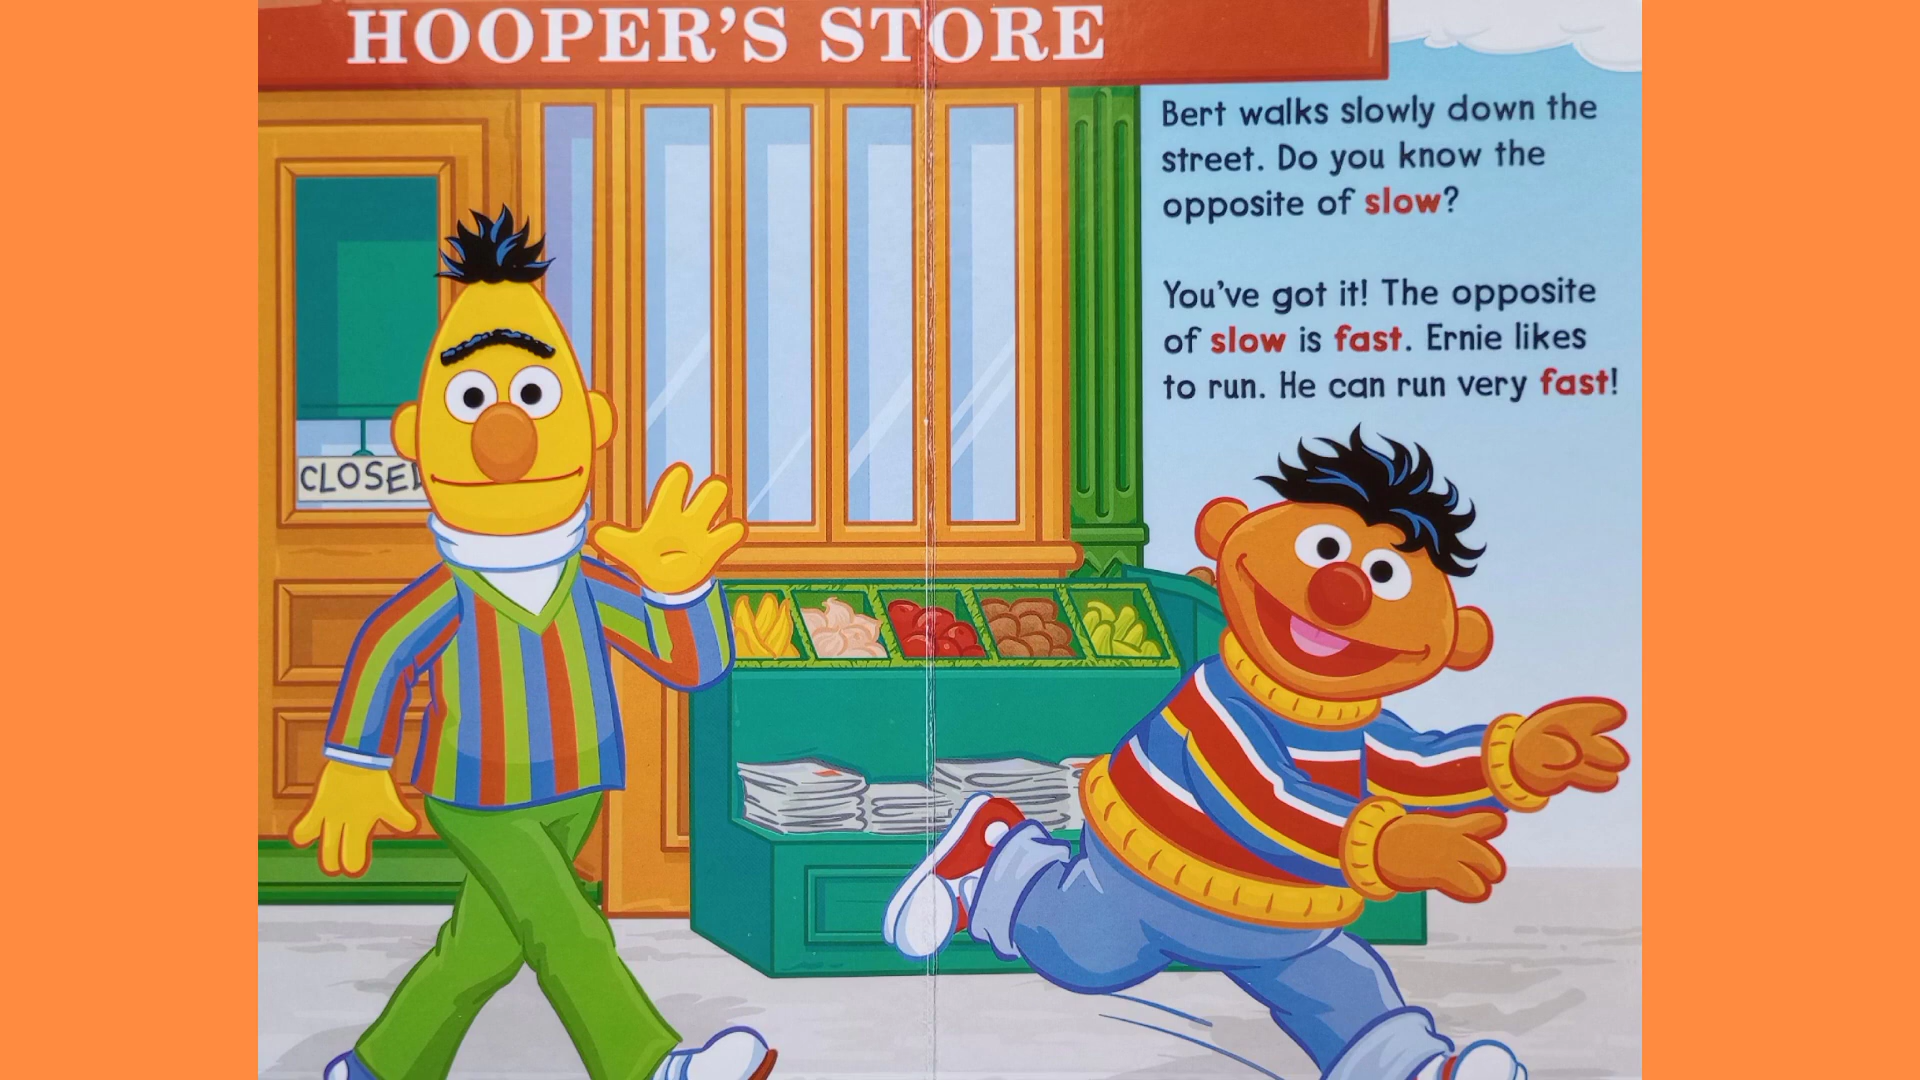 HOOPER'S STORE
Bert walks slowly down the
street. Do you know the
opposite of slow?
You've got it! The opposite
of slow is fast. Ernie likes
to run. He can run very fast!
CLOSED